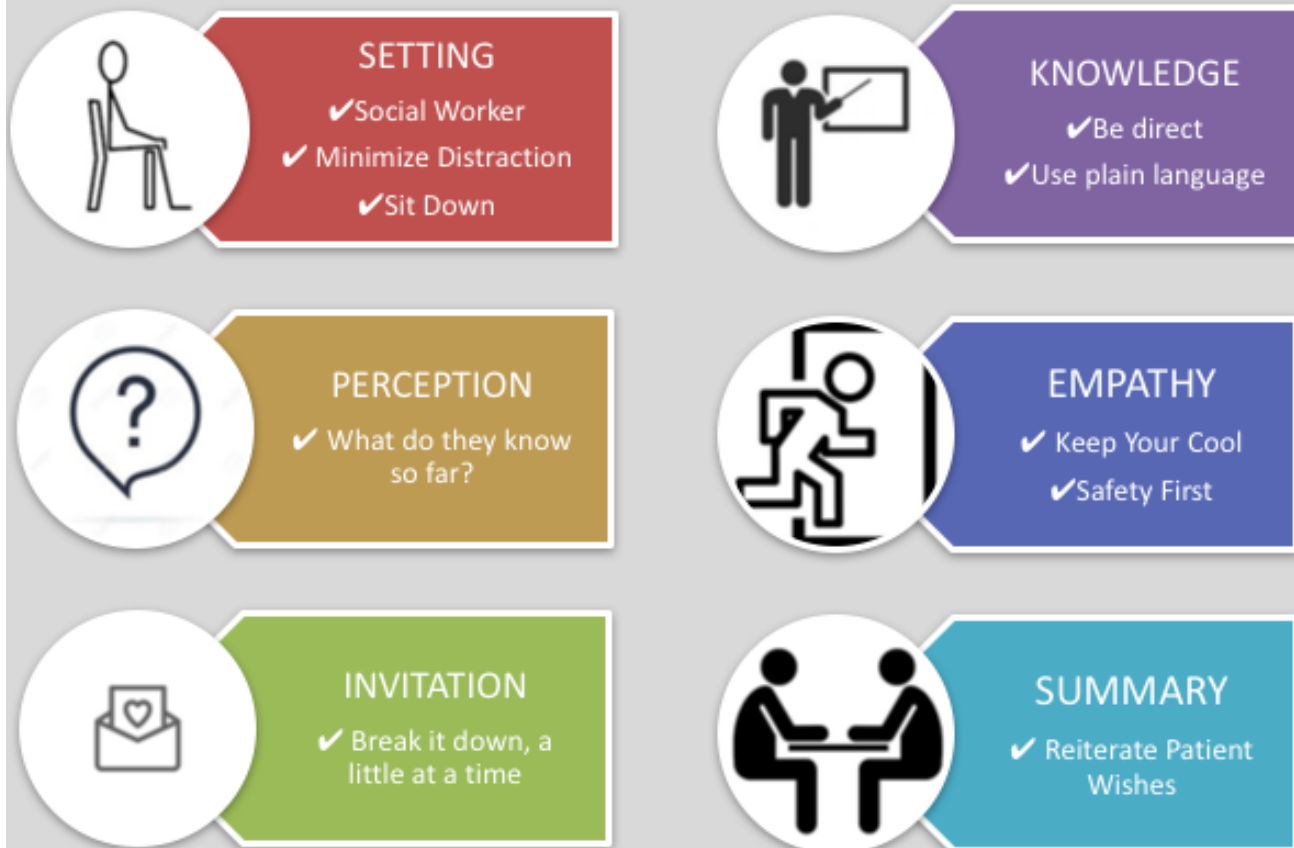 SETTING
✔Social Worker
✔ Minimize Distraction
✔Sit Down
PERCEPTION
✔ What do they know
so far?
INVITATION
✔ Break it down, a
little at a time
KNOWLEDGE
✔Be direct
✔Use plain language
EMPATHY
✔ Keep Your Cool
✔Safety First
SUMMARY
✔ Reiterate Patient
Wishes